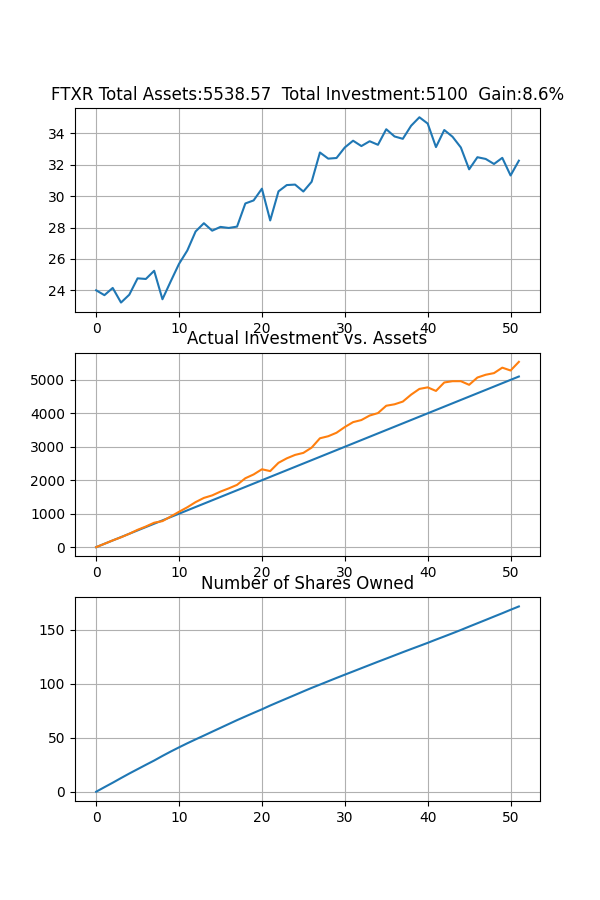 FTXR Total Assets:5538.57  Total Investment:5100  Gain:8.6%
34
32
30
28
26
24
0 10 20 30 40 50
Actual Investment vs. Assets
5000
4000
3000
2000
1000
0
0 10 20 30 40 50
Number of Shares Owned
150
100
50
0
0 10 20 30 40 50